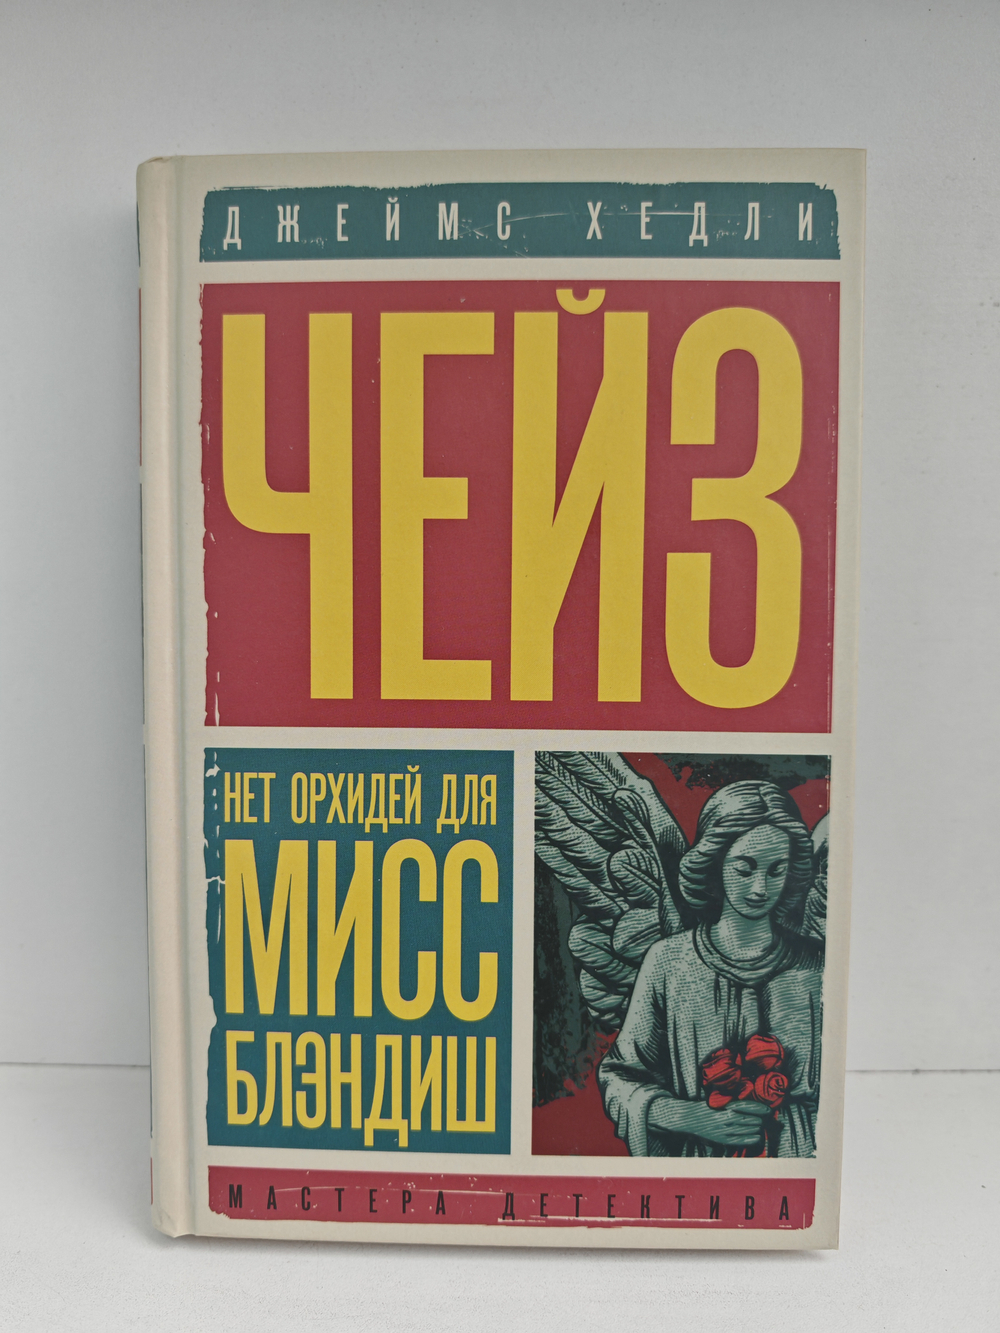 ДЖЕЙМС ХЕДЛИ
ЧЕЙЗ
НЕТ ОРХИДЕЙ ДЛЯ
МИСС
БЛЭНДИШ
МАСТЕРА ДЕТЕКТИВА